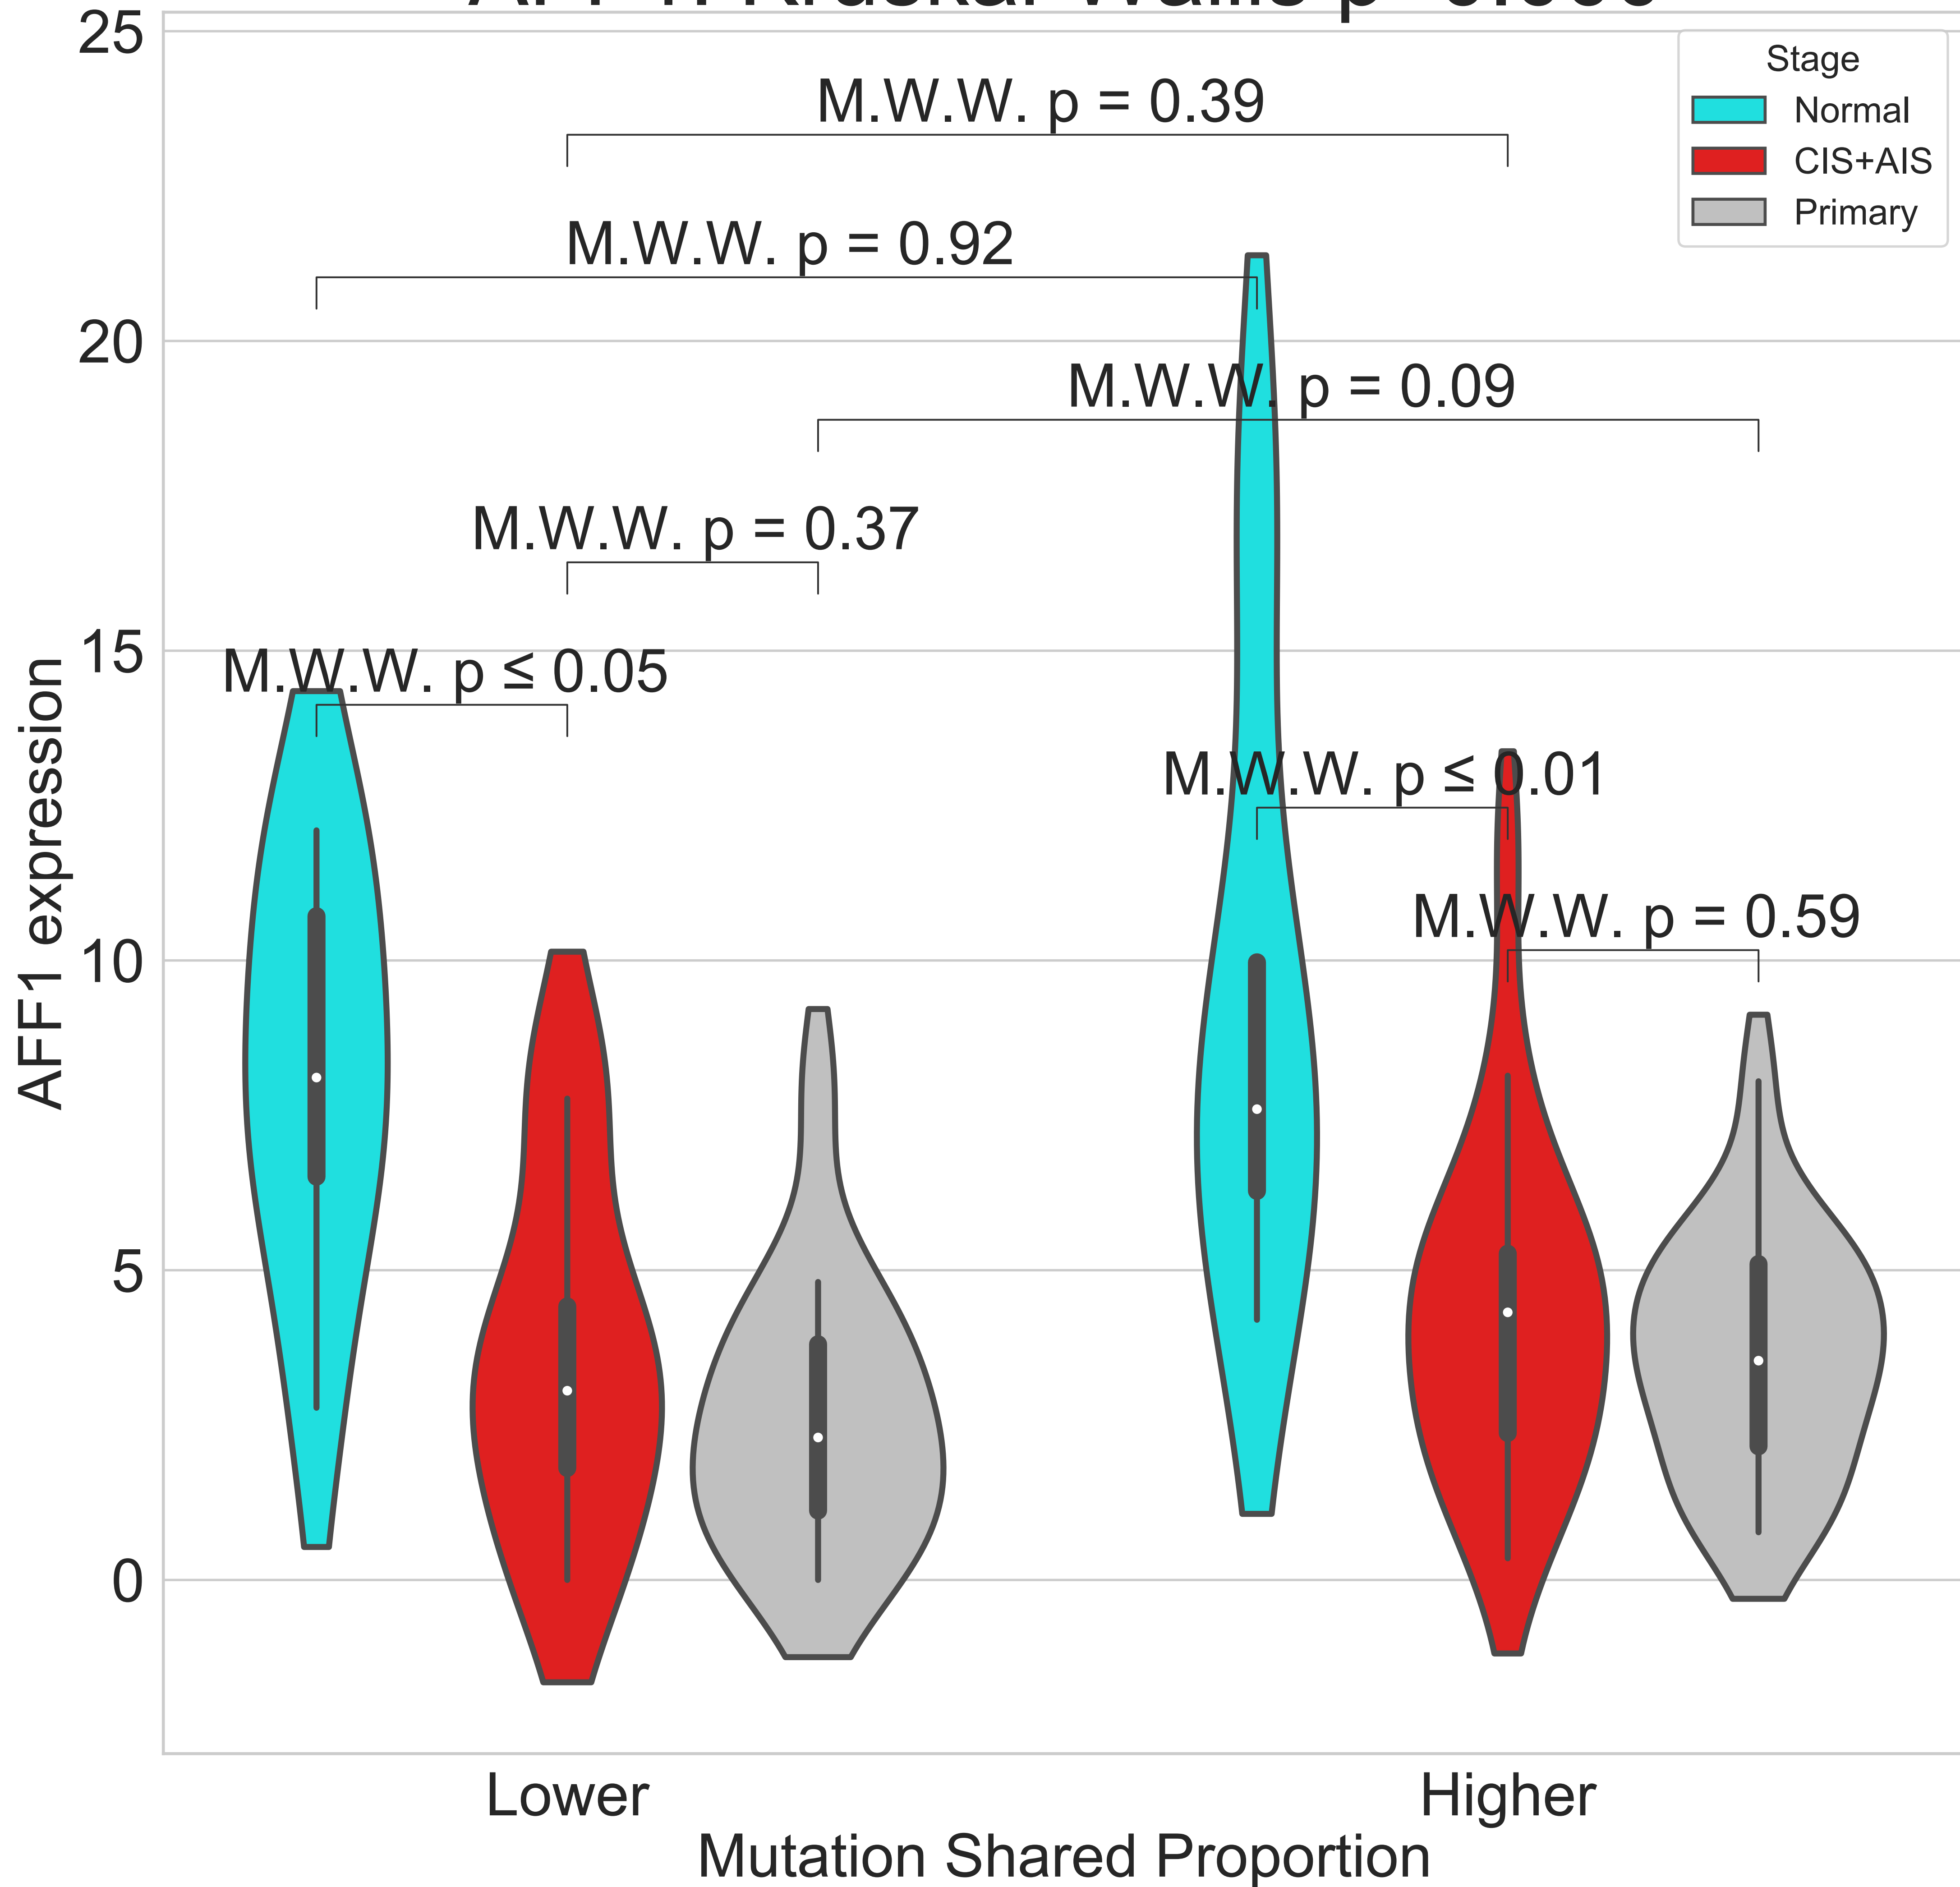 25
Stage
Normal
CIS+AIS
Primary
M.W.W. p = 0.39
M.W.W. p = 0.92
20
M.W.W. p = 0.09
M.W.W. p = 0.37
15
M.W.W. p ≤ 0.05
M.W.W. p ≤ 0.01
M.W.W. p = 0.59
10
AFF1 expression
5
0
Lower
Higher
Mutation Shared Proportion